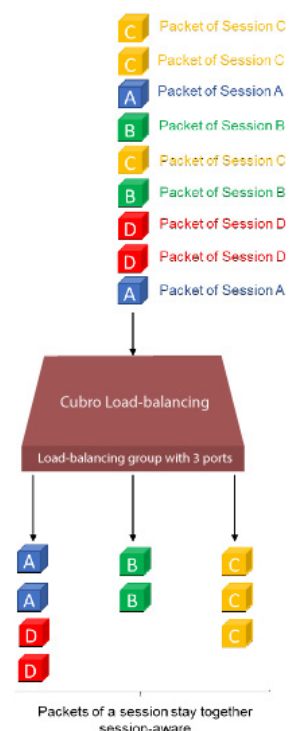 C Packet of Session C
C Packet of Session C
A Packet of Session A
B Packet of Session B
C Packet of Session C
B Packet of Session B
D Packet of Session D
D Packet of Session D
A Packet of Session A
Cubro Load-balancing
Load-balancing group with 3 ports
A B C
A B C
D C
D
Packets of a session stay together
session-aware